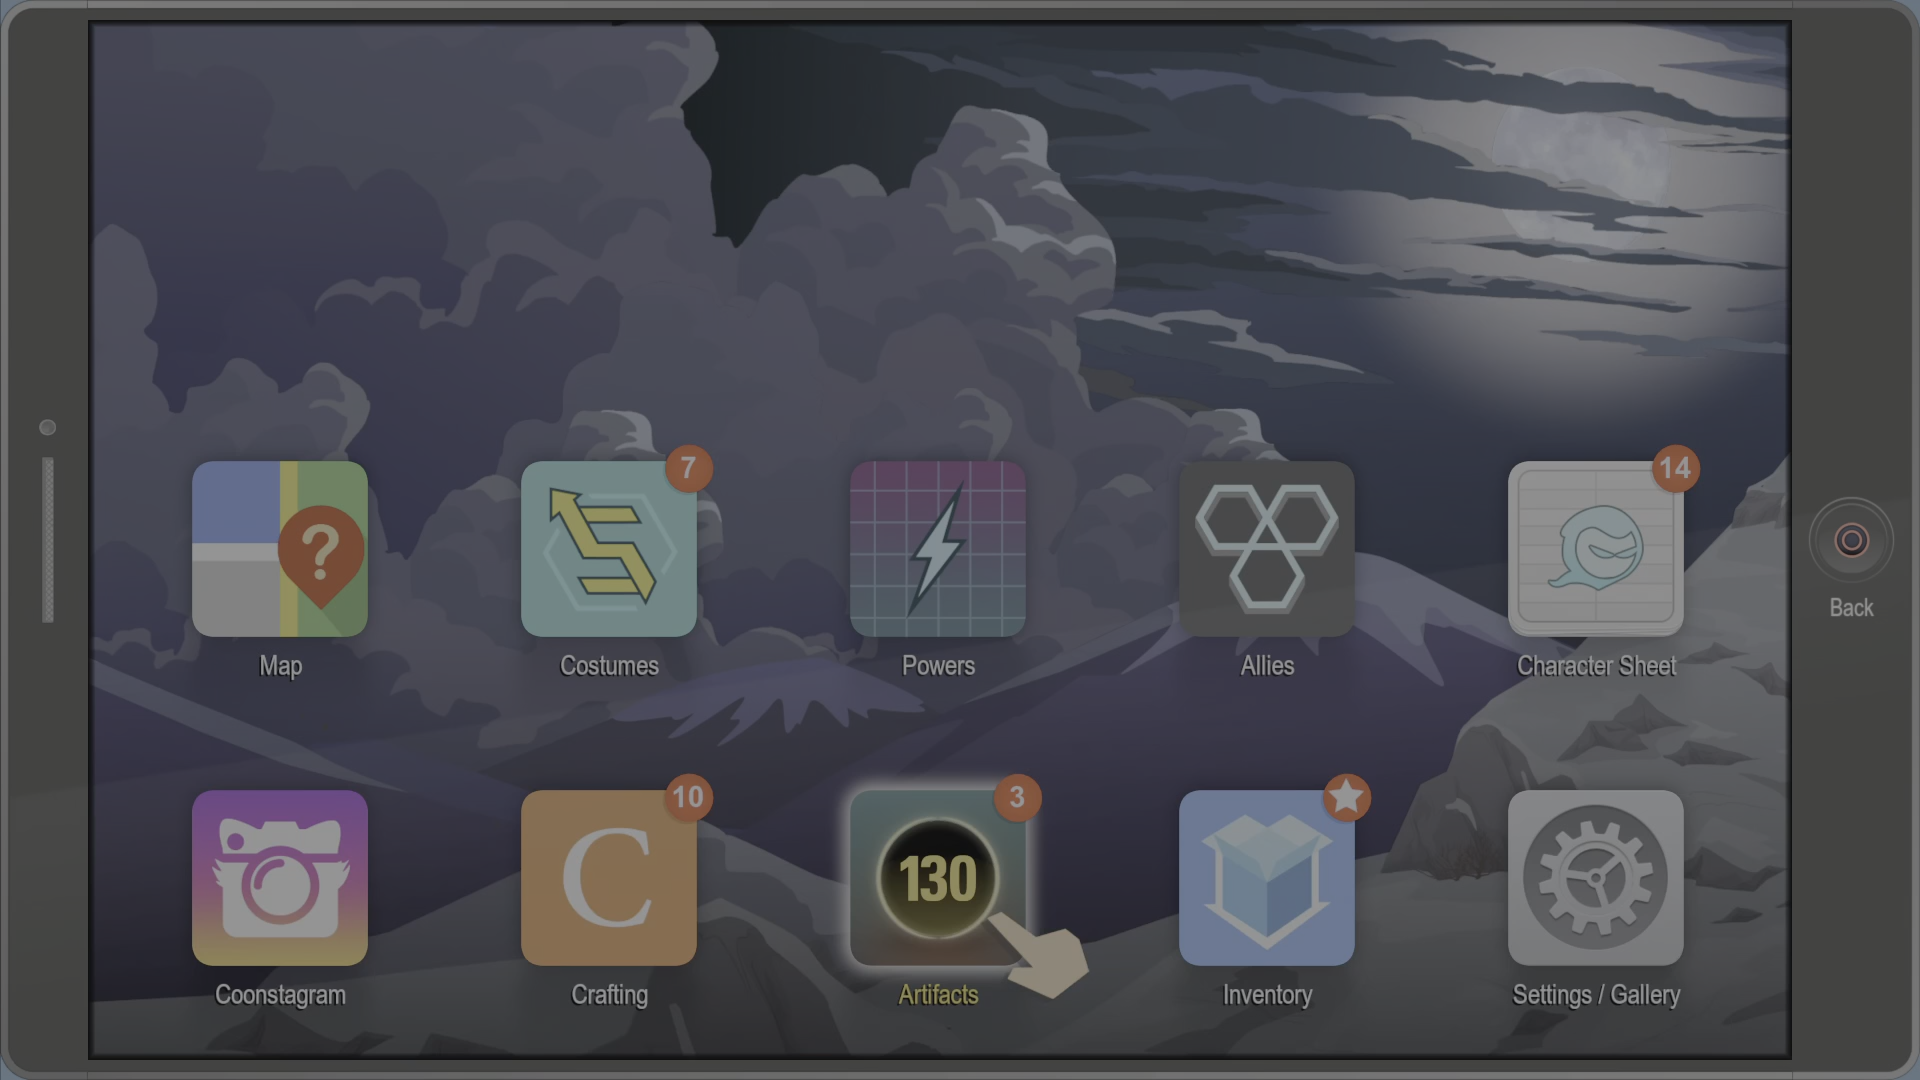 7
14
?
Map
Costumes
Powers
Allies
Character Sheet
Back
10
3
C
130
Coonstagram
Crafting
Artifacts
Inventory
Settings / Gallery